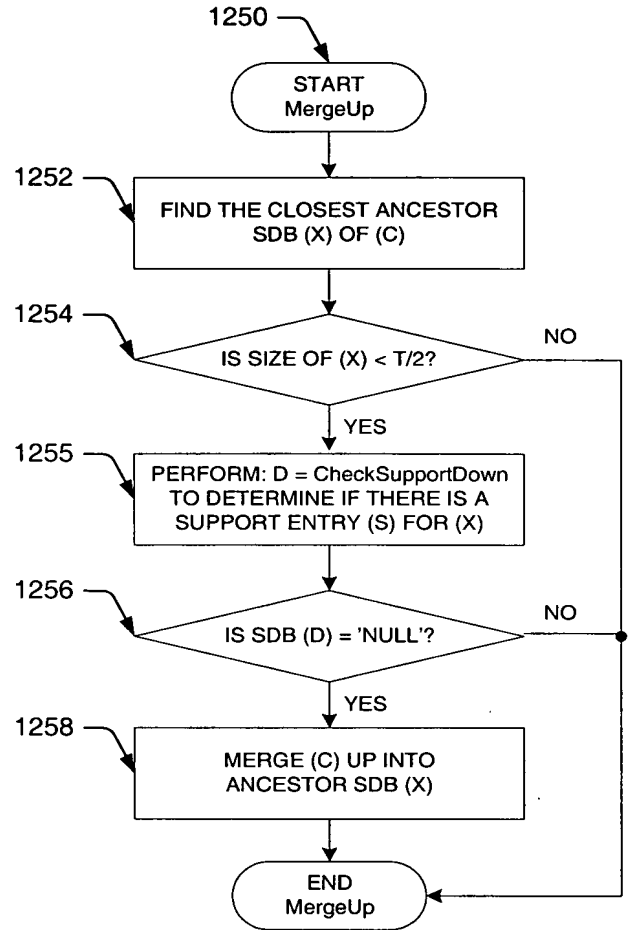 1250
START
MergeUp
1252
FIND THE CLOSEST ANCESTOR
SDB (X) OF (C)
1254
IS SIZE OF (X) < T/2?
NO
YES
1255
PERFORM: D = CheckSupportDown
TO DETERMINE IF THERE IS A
SUPPORT ENTRY (S) FOR (X)
1256
IS SDB (D) = 'NULL'?
NO
YES
1258
MERGE (C) UP INTO
ANCESTOR SDB (X)
END
MergeUp